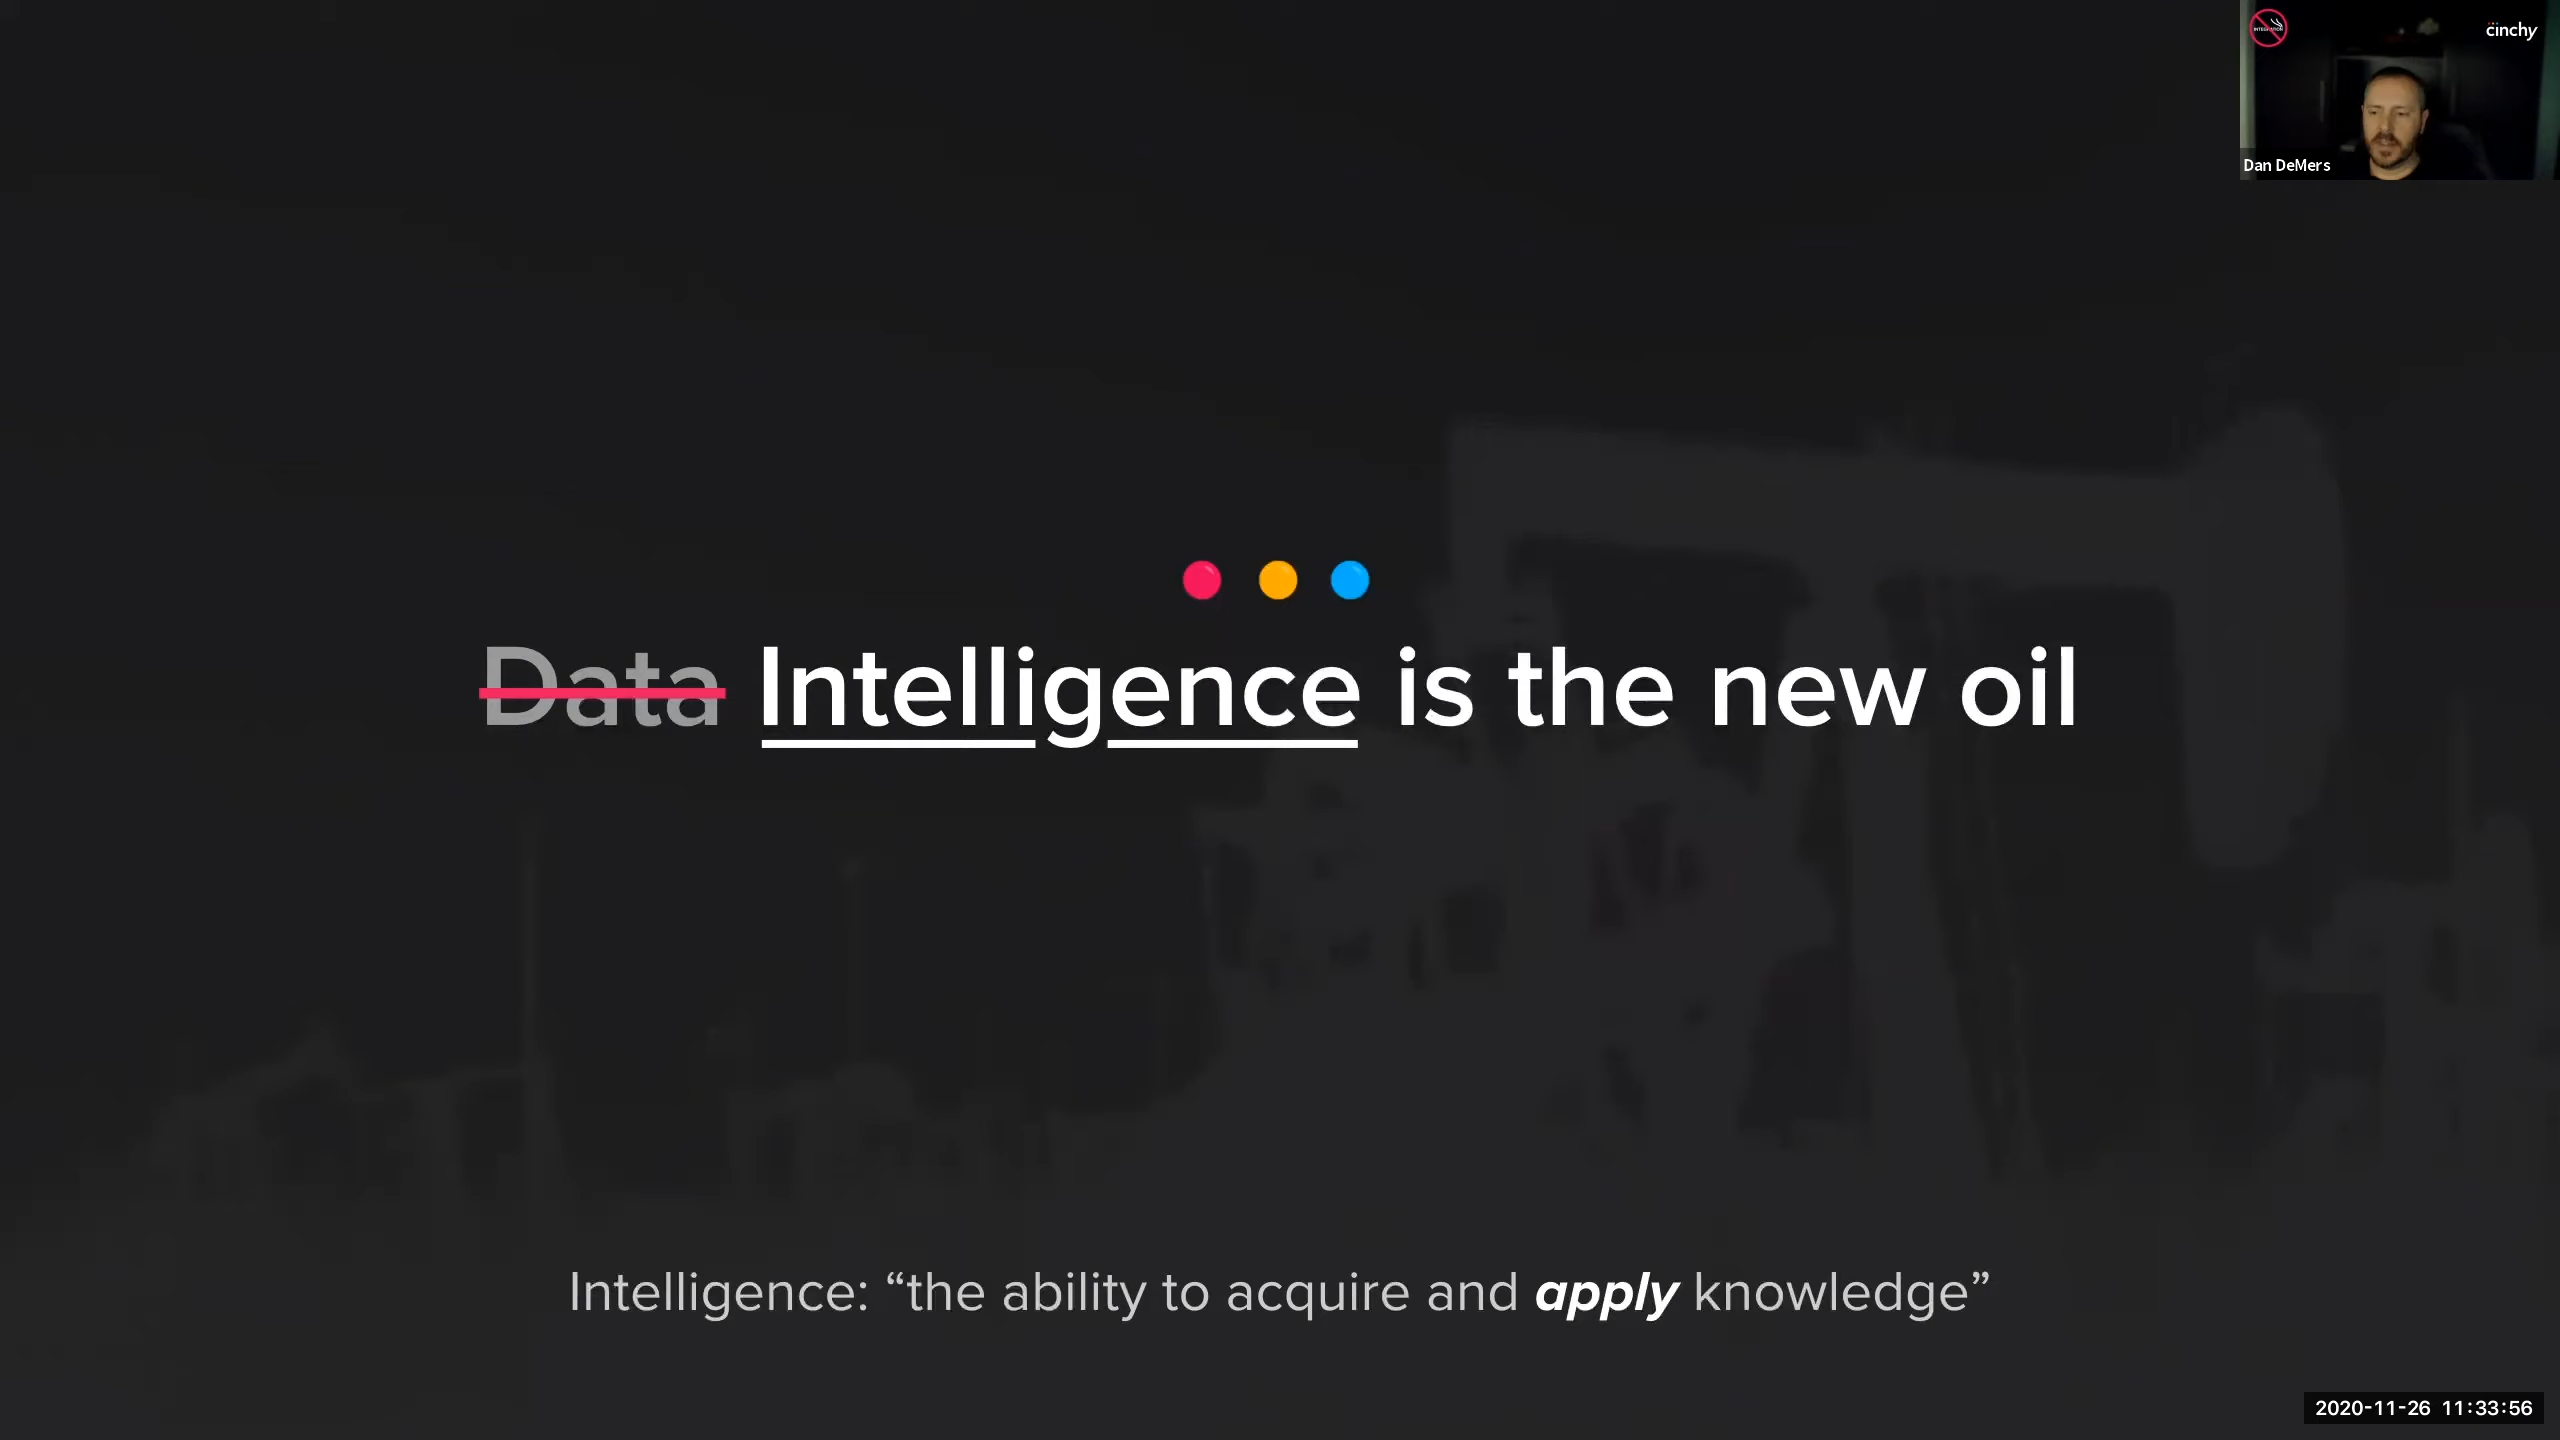 INTEGRATION
cinchy
Dan DeMers
Data Intelligence is the new oil
Intelligence: “the ability to acquire and apply knowledge”
2020-11-26 11:33:56